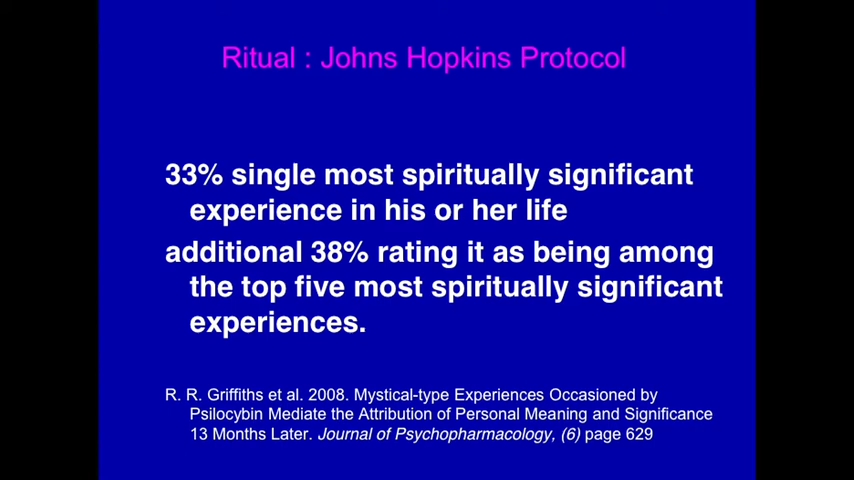 Ritual : Johns Hopkins Protocol
33% single most spiritually significant
experience in his or her life
additional 38% rating it as being among
the top five most spiritually significant
experiences.
R. R. Griffiths et al. 2008. Mystical-type Experiences Occasioned by
Psilocybin Mediate the Attribution of Personal Meaning and Significance
13 Months Later. Journal of Psychopharmacology, (6) page 629